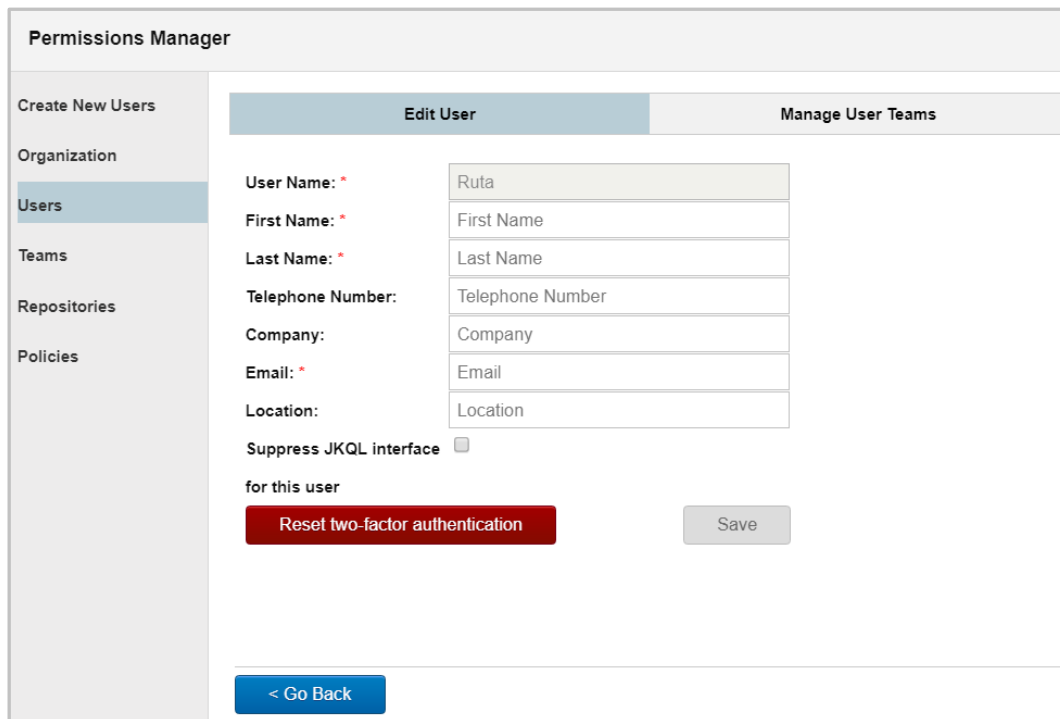 Permissions Manager
Create New Users
Organization
Users
Teams
Repositories
Policies
Edit User
Manage User Teams
User Name: * Ruta
First Name: * First Name
Last Name: * Last Name
Telephone Number: Telephone Number
Company: Company
Email: * Email
Location: Location
Suppress JKQL interface
for this user
Reset two-factor authentication
Save
< Go Back